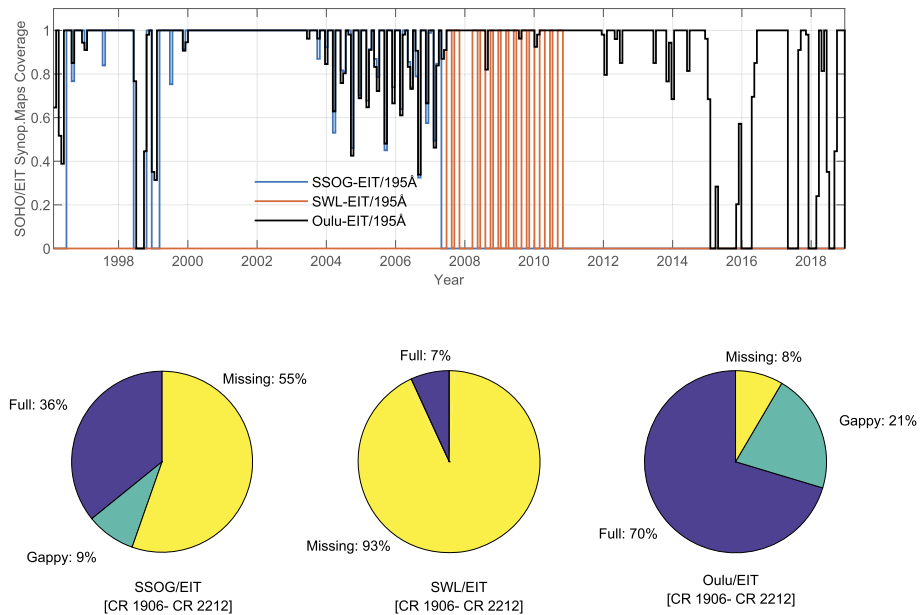 SOHO/EIT Synop.Maps Coverage
1
0.8
0.6
0.4
0.2
0
SSOG-EIT/195Å
SWL-EIT/195Å
Oulu-EIT/195Å
1998 2000 2002 2004 2006 2008 2010 2012 2014 2016 2018
Year
Missing: 55%
Full: 36%
Gappy: 9%
SSOG/EIT
[CR 1906- CR 2212]
Full: 7%
Missing: 93%
SWL/EIT
[CR 1906- CR 2212]
Missing: 8%
Gappy: 21%
Full: 70%
Oulu/EIT
[CR 1906- CR 2212]